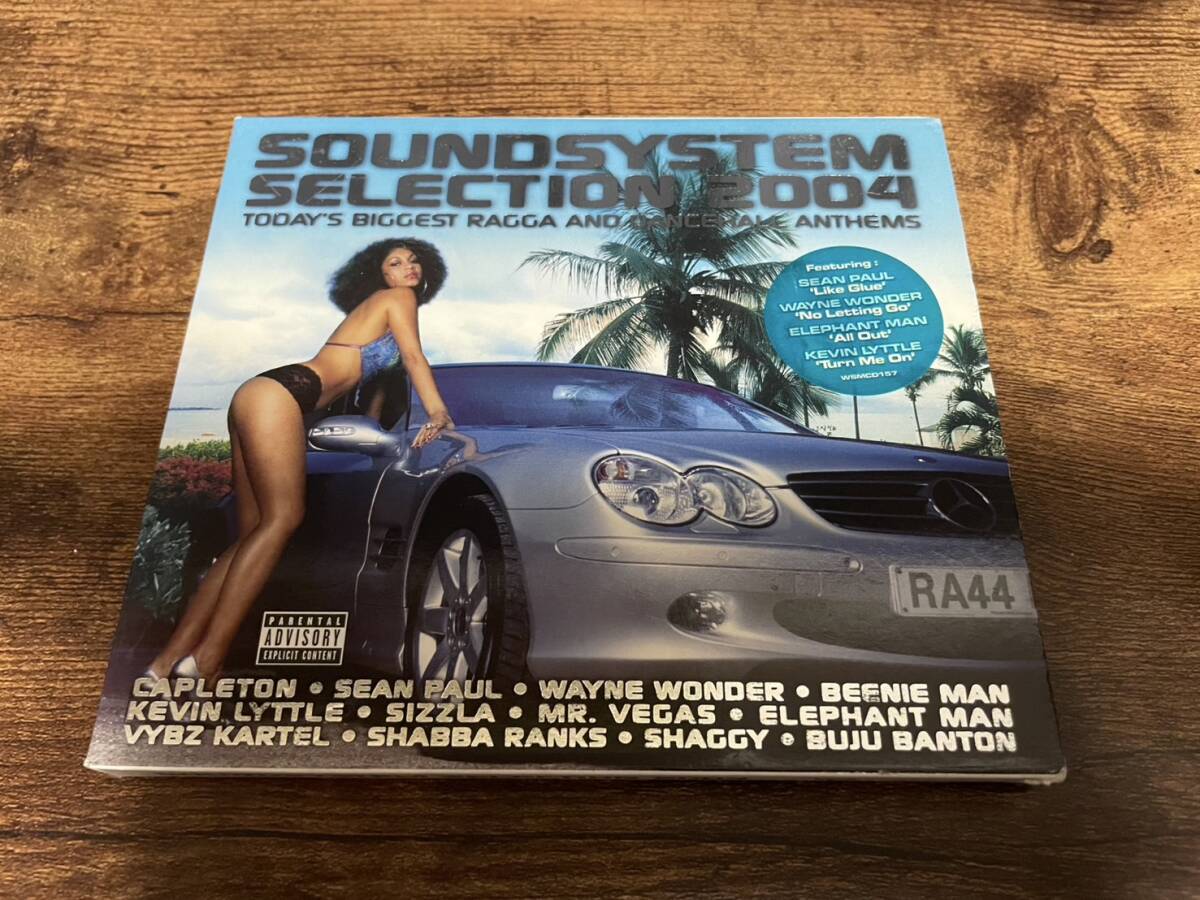 SOUNDSYSTEM
SELECTION 2004
TODAY'S BIGGEST RAGGA AND DANCEHALL ANTHEMS
Featuring :
SEAN PAUL
'Like Glue'
WAYNE WONDER
'No Letting Go'
ELEPHANT MAN
'All Out'
KEVIN LYTTLE
'Turn Me On'
WSMCD157
RA44
PARENTAL
ADVISORY
EXPLICIT CONTENT
CAPLETON • SEAN PAUL • WAYNE WONDER • BEENIE MAN
KEVIN LYTTLE • SIZZLA • MR. VEGAS • ELEPHANT MAN
VYBZ KARTEL • SHABBA RANKS • SHAGGY • BUJU BANTON